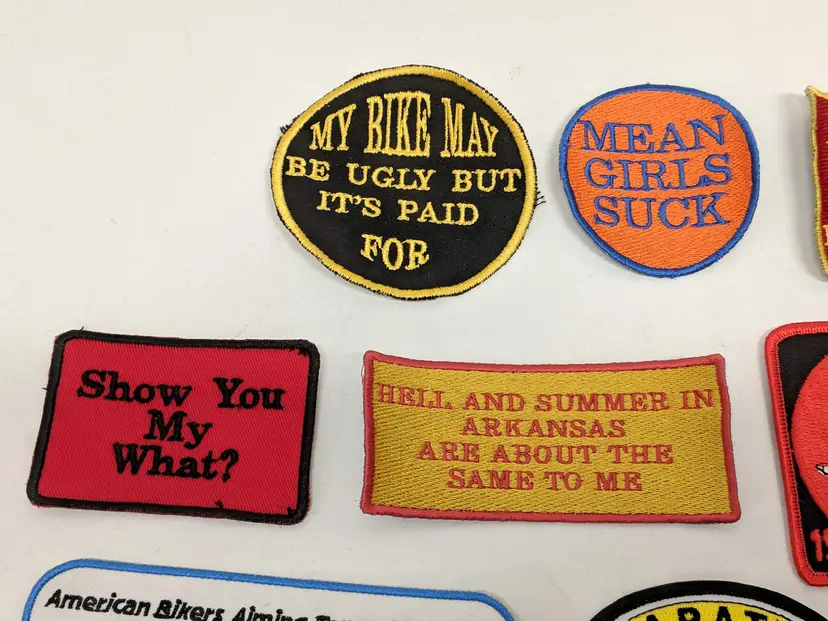 MY BIKE MAY
BE UGLY BUT
IT'S PAID
FOR
MEAN
GIRLS
SUCK
Show You
My
What?
HELL AND SUMMER IN
ARKANSAS
ARE ABOUT THE
SAME TO ME
American Bikers Aiming